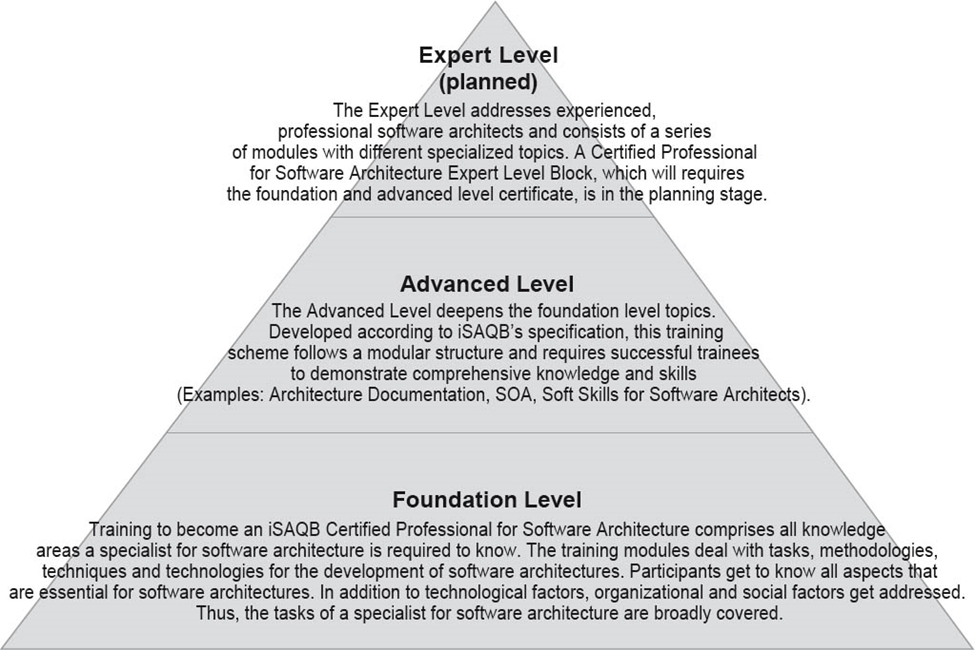 Expert Level
(planned)
The Expert Level addresses experienced,
professional software architects and consists of a series
of modules with different specialized topics. A Certified Professional
for Software Architecture Expert Level Block, which will requires
the foundation and advanced level certificate, is in the planning stage.
Advanced Level
The Advanced Level deepens the foundation level topics.
Developed according to iSAQB’s specification, this training
scheme follows a modular structure and requires successful trainees
to demonstrate comprehensive knowledge and skills
(Examples: Architecture Documentation, SOA, Soft Skills for Software Architects).
Foundation Level
Training to become an iSAQB Certified Professional for Software Architecture comprises all knowledge
areas a specialist for software architecture is required to know. The training modules deal with tasks, methodologies,
techniques and technologies for the development of software architectures. Participants get to know all aspects that
are essential for software architectures. In addition to technological factors, organizational and social factors get addressed.
Thus, the tasks of a specialist for software architecture are broadly covered.